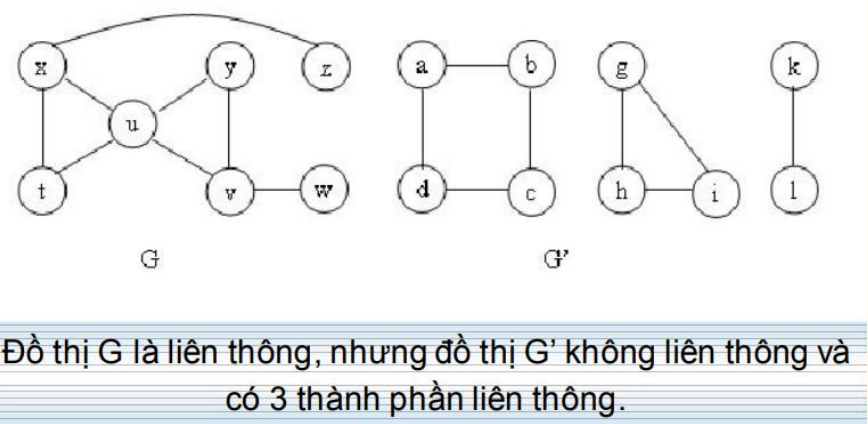 x y z a b g k
u
t v w d c h i l
G G'
Đồ thị G là liên thông, nhưng đồ thị G' không liên thông và
có 3 thành phần liên thông.